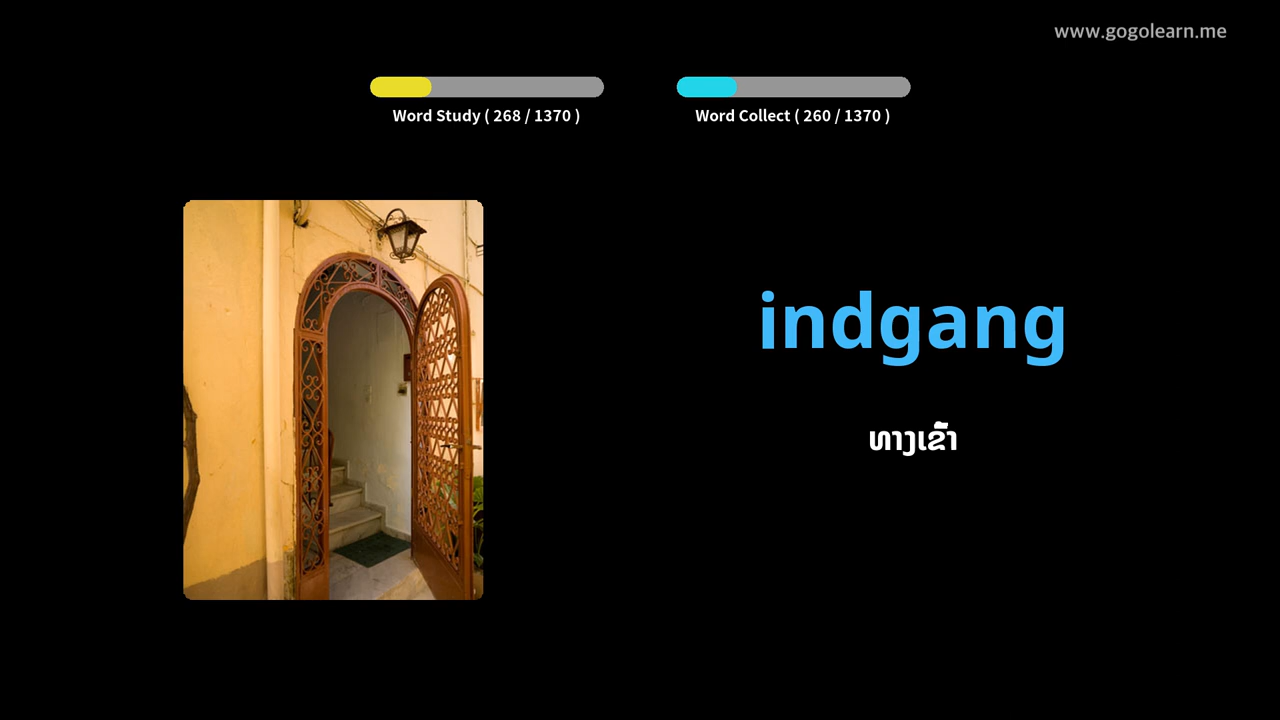 www.gogolearn.me
Word Study ( 268 / 1370 )
Word Collect ( 260 / 1370 )
indgang
ທາງເຂົ້າ